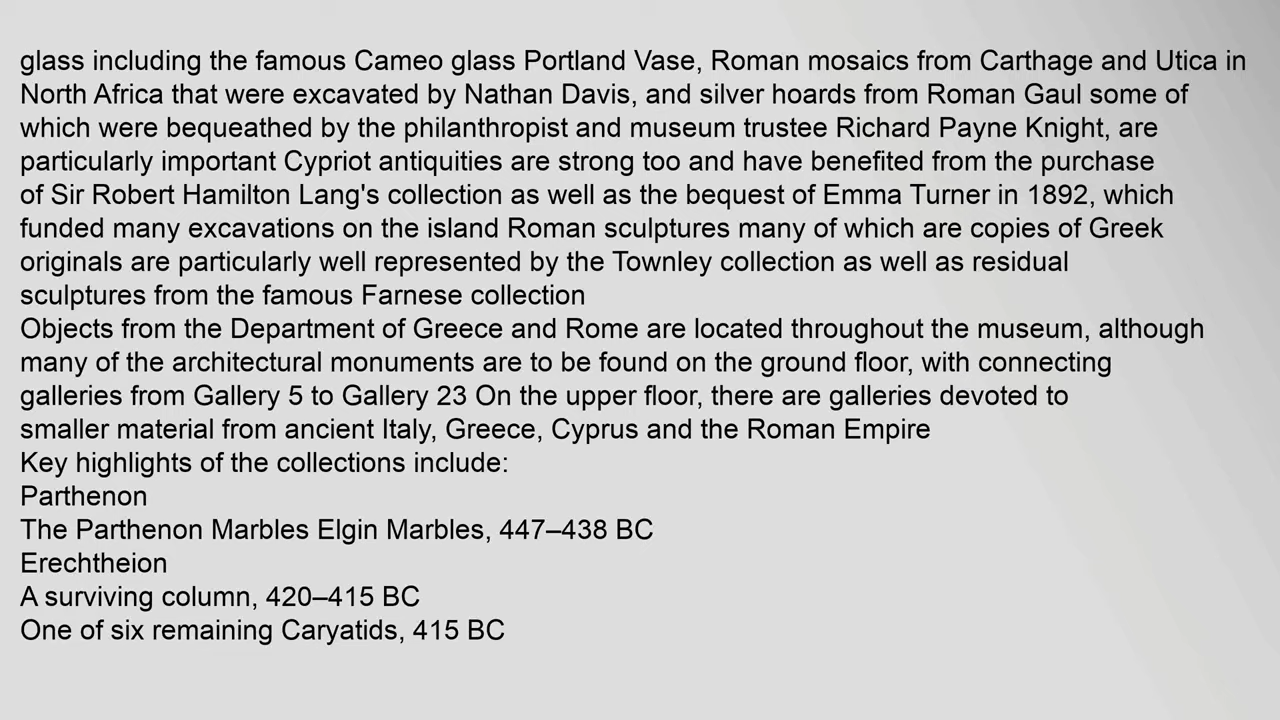 glass including the famous Cameo glass Portland Vase, Roman mosaics from Carthage and Utica in
North Africa that were excavated by Nathan Davis, and silver hoards from Roman Gaul some of
which were bequeathed by the philanthropist and museum trustee Richard Payne Knight, are
particularly important Cypriot antiquities are strong too and have benefited from the purchase
of Sir Robert Hamilton Lang's collection as well as the bequest of Emma Turner in 1892, which
funded many excavations on the island Roman sculptures many of which are copies of Greek
originals are particularly well represented by the Townley collection as well as residual
sculptures from the famous Farnese collection
Objects from the Department of Greece and Rome are located throughout the museum, although
many of the architectural monuments are to be found on the ground floor, with connecting
galleries from Gallery 5 to Gallery 23 On the upper floor, there are galleries devoted to
smaller material from ancient Italy, Greece, Cyprus and the Roman Empire
Key highlights of the collections include:
Parthenon
The Parthenon Marbles Elgin Marbles, 447–438 BC
Erechtheion
A surviving column, 420–415 BC
One of six remaining Caryatids, 415 BC